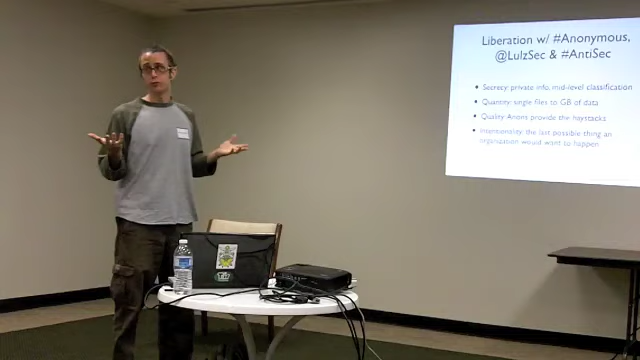 Liberation w/ #Anonymous,
@LulzSec & #AntiSec
• Secrecy: private info, mid-level classification
• Quantity: single files to GB of data
• Quality: Anons provide the haystacks
• Intentionality: the last possible thing an
organization would want to happen